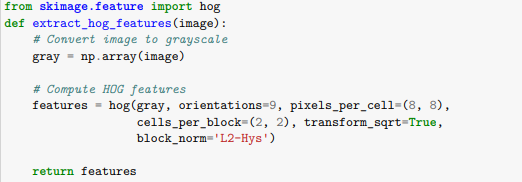 from skimage.feature import hog
def extract_hog_features(image):
    # Convert image to grayscale
    gray = np.array(image)

    # Compute HOG features
    features = hog(gray, orientations=9, pixels_per_cell=(8, 8),
                   cells_per_block=(2, 2), transform_sqrt=True,
                   block_norm='L2-Hys')

    return features